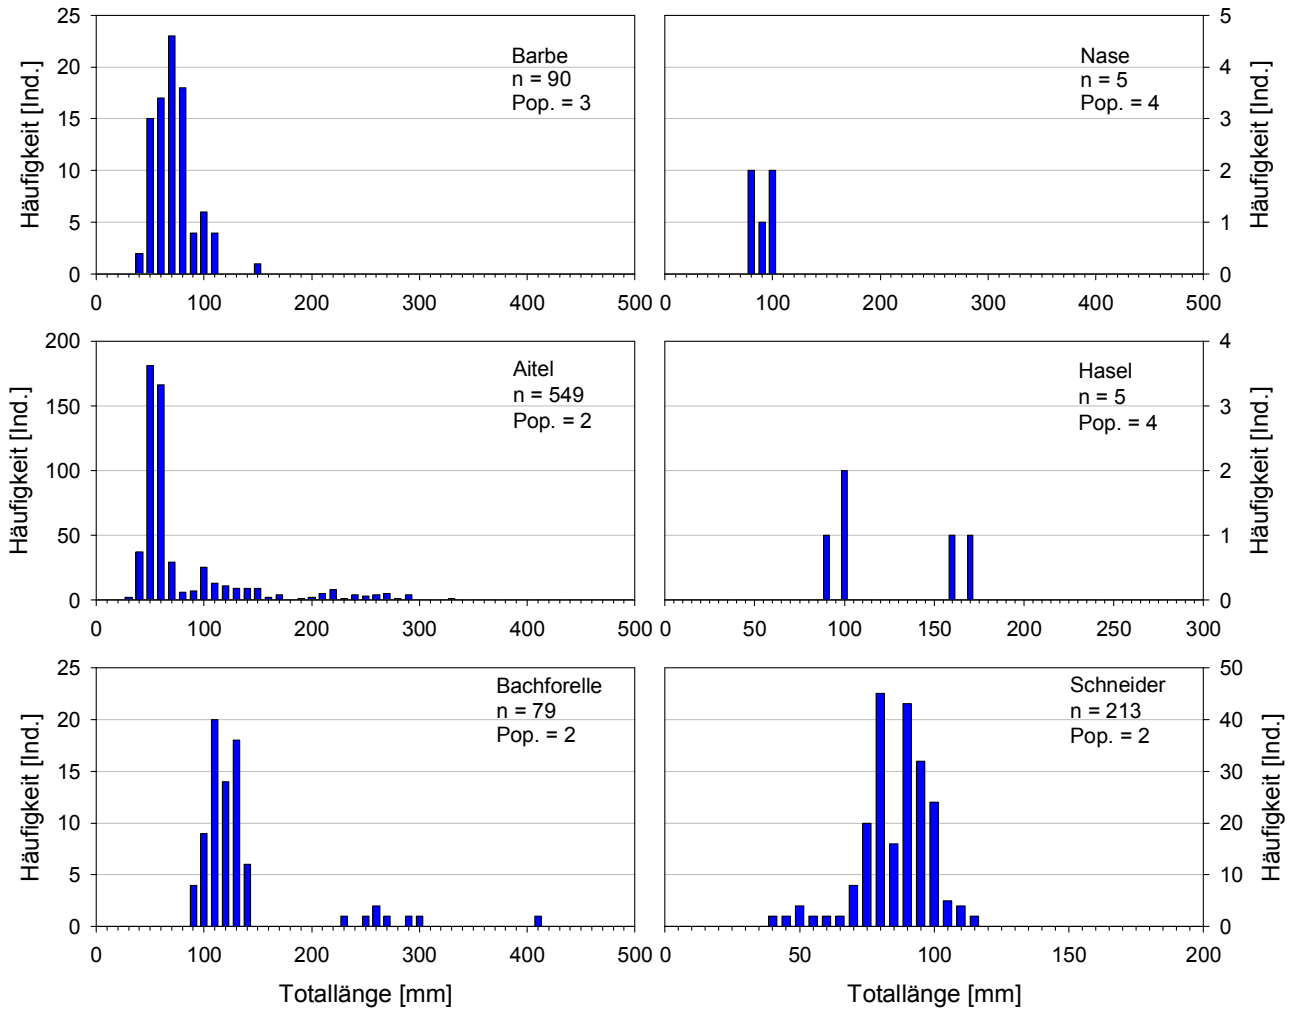 25
20
15
10
5
0
Häufigkeit [Ind.]
Barbe
n = 90
Pop. = 3
0 100 200 300 400 500
5
4
3
2
1
0
Häufigkeit [Ind.]
Nase
n = 5
Pop. = 4
0 100 200 300 400 500
200
150
100
50
0
Häufigkeit [Ind.]
Aitel
n = 549
Pop. = 2
0 100 200 300 400 500
4
3
2
1
0
Häufigkeit [Ind.]
Hasel
n = 5
Pop. = 4
0 50 100 150 200 250 300
25
20
15
10
5
0
Häufigkeit [Ind.]
Bachforelle
n = 79
Pop. = 2
0 100 200 300 400 500
Totallänge [mm]
50
40
30
20
10
0
Häufigkeit [Ind.]
Schneider
n = 213
Pop. = 2
0 50 100 150 200
Totallänge [mm]